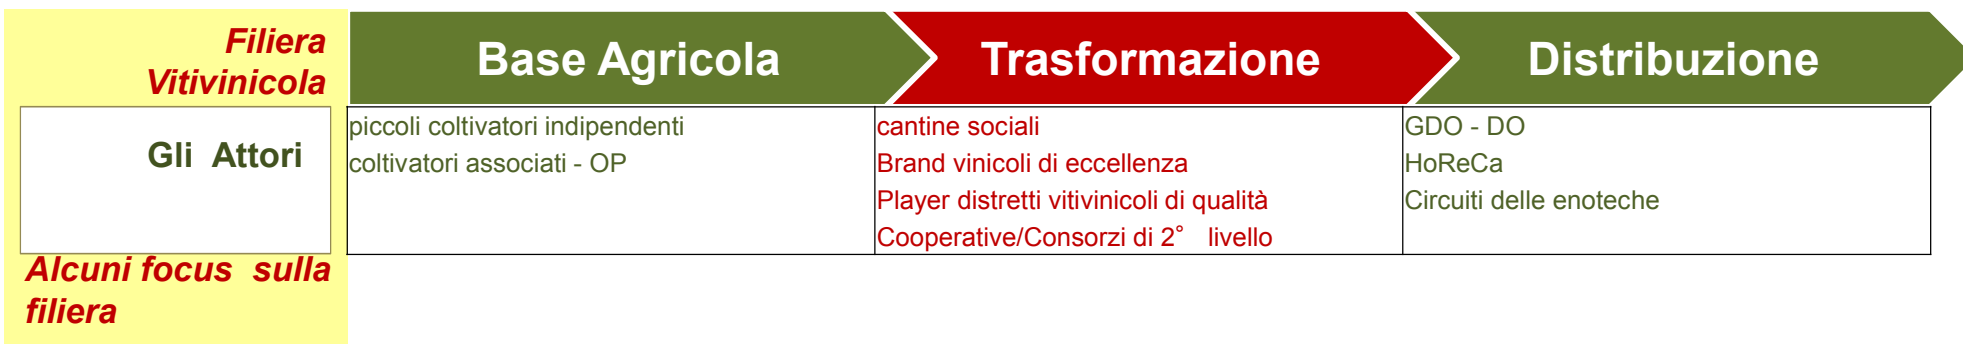 Filiera
Vitivinicola
Base Agricola
Trasformazione
Distribuzione
Gli Attori
piccoli coltivatori indipendenti
coltivatori associati - OP
cantine sociali
Brand vinicoli di eccellenza
Player distretti vitivinicoli di qualità
Cooperative/Consorzi di 2° livello
GDO - DO
HoReCa
Circuiti delle enoteche
Alcuni focus sulla
filiera